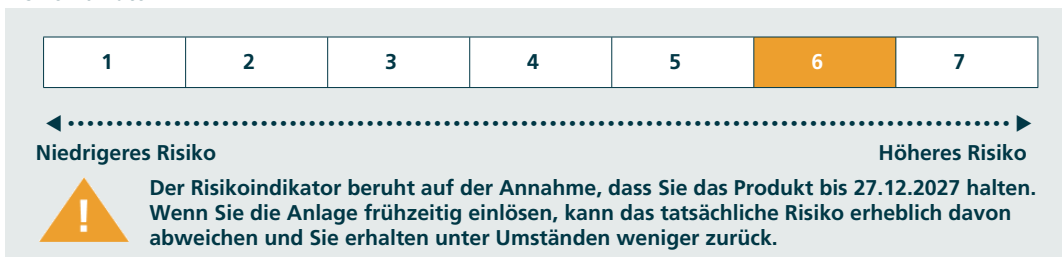 1 2 3 4 5 6 7
Niedrigeres Risiko Höheres Risiko
Der Risikoindikator beruht auf der Annahme, dass Sie das Produkt bis 27.12.2027 halten.
Wenn Sie die Anlage frühzeitig einlösen, kann das tatsächliche Risiko erheblich davon
abweichen und Sie erhalten unter Umständen weniger zurück.